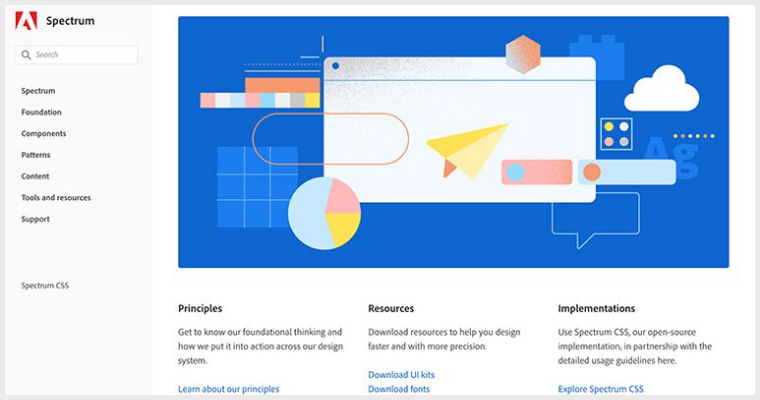 Spectrum
Search
Spectrum
Foundation
Components
Patterns
Content
Tools and resources
Support
Spectrum CSS
Ag
Principles
Get to know our foundational thinking and
how we put it into action across our design
system.
Learn about our principles
Resources
Download resources to help you design
faster and with more precision.
Download UI kits
Download fonts
Implementations
Use Spectrum CSS, our open-source
implementation, in partnership with the
detailed usage guidelines here.
Explore Spectrum CSS